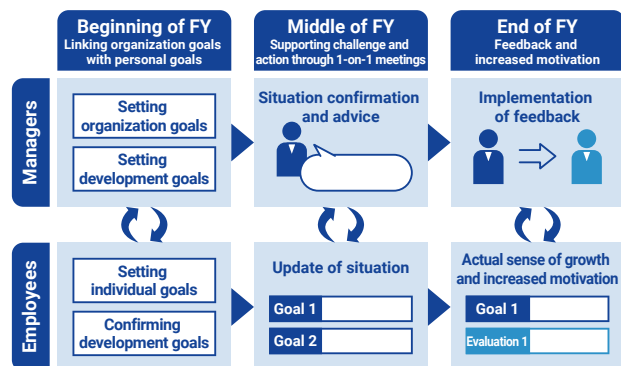 Beginning of FY
Linking organization goals
with personal goals
Middle of FY
Supporting challenge and
action through 1-on-1 meetings
End of FY
Feedback and
increased motivation
Managers
Setting
organization goals
Setting
development goals
Situation confirmation
and advice
Implementation
of feedback
Employees
Setting
individual goals
Confirming
development goals
Update of situation
Goal 1
Goal 2
Actual sense of growth
and increased motivation
Goal 1
Evaluation 1